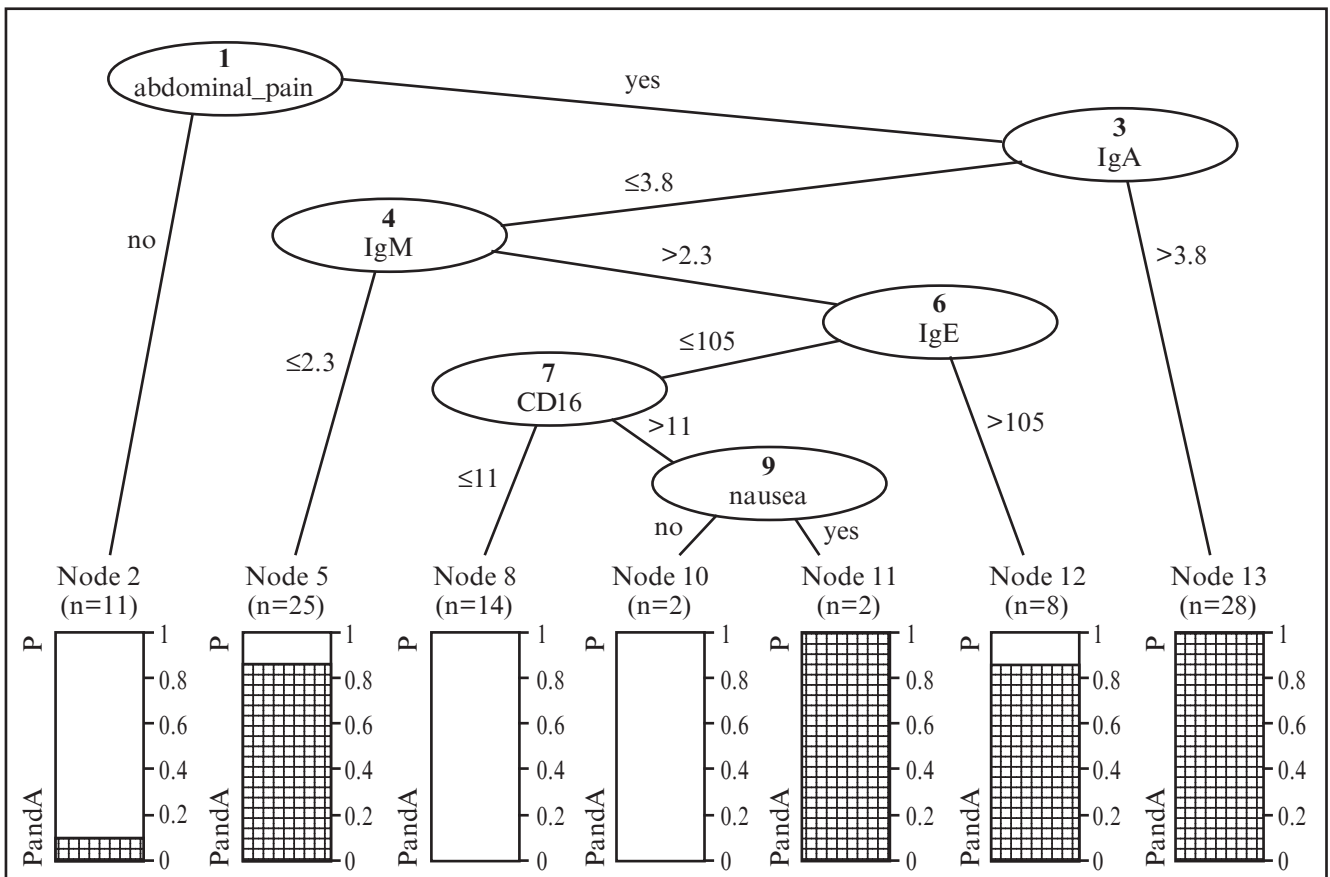 1
abdominal_pain
yes
3
IgA
≤3.8
4
IgM
no
>2.3
>3.8
6
IgE
≤105
≤2.3
7
CD16
>11
>105
9
nausea
≤11
no
yes
Node 2
(n=11)
Node 5
(n=25)
Node 8
(n=14)
Node 10
(n=2)
Node 11
(n=2)
Node 12
(n=8)
Node 13
(n=28)
P
PandA
1
0.8
0.6
0.4
0.2
0
P
PandA
1
0.8
0.6
0.4
0.2
0
P
PandA
1
0.8
0.6
0.4
0.2
0
P
PandA
1
0.8
0.6
0.4
0.2
0
P
PandA
1
0.8
0.6
0.4
0.2
0
P
PandA
1
0.8
0.6
0.4
0.2
0
P
PandA
1
0.8
0.6
0.4
0.2
0